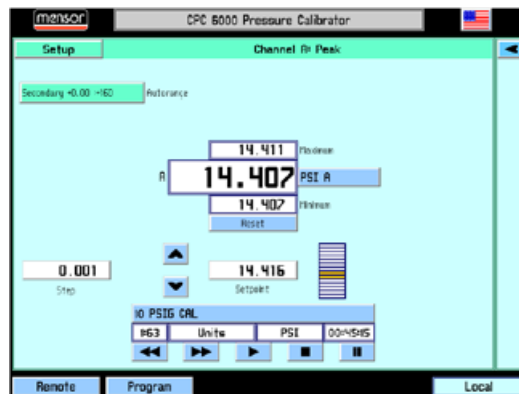 mensor
CPC 6000 Pressure Calibrator
Setup
Channel A: Peak
Secondary +0.00 →160
Autorange
14.411 Maximum
A 14.407 PSI A
14.407 Minimum
Reset
0.001
Step
14.416
Setpoint
10 PSIG CAL
#63 Units PSI 00:45:15
Remote
Program
Local